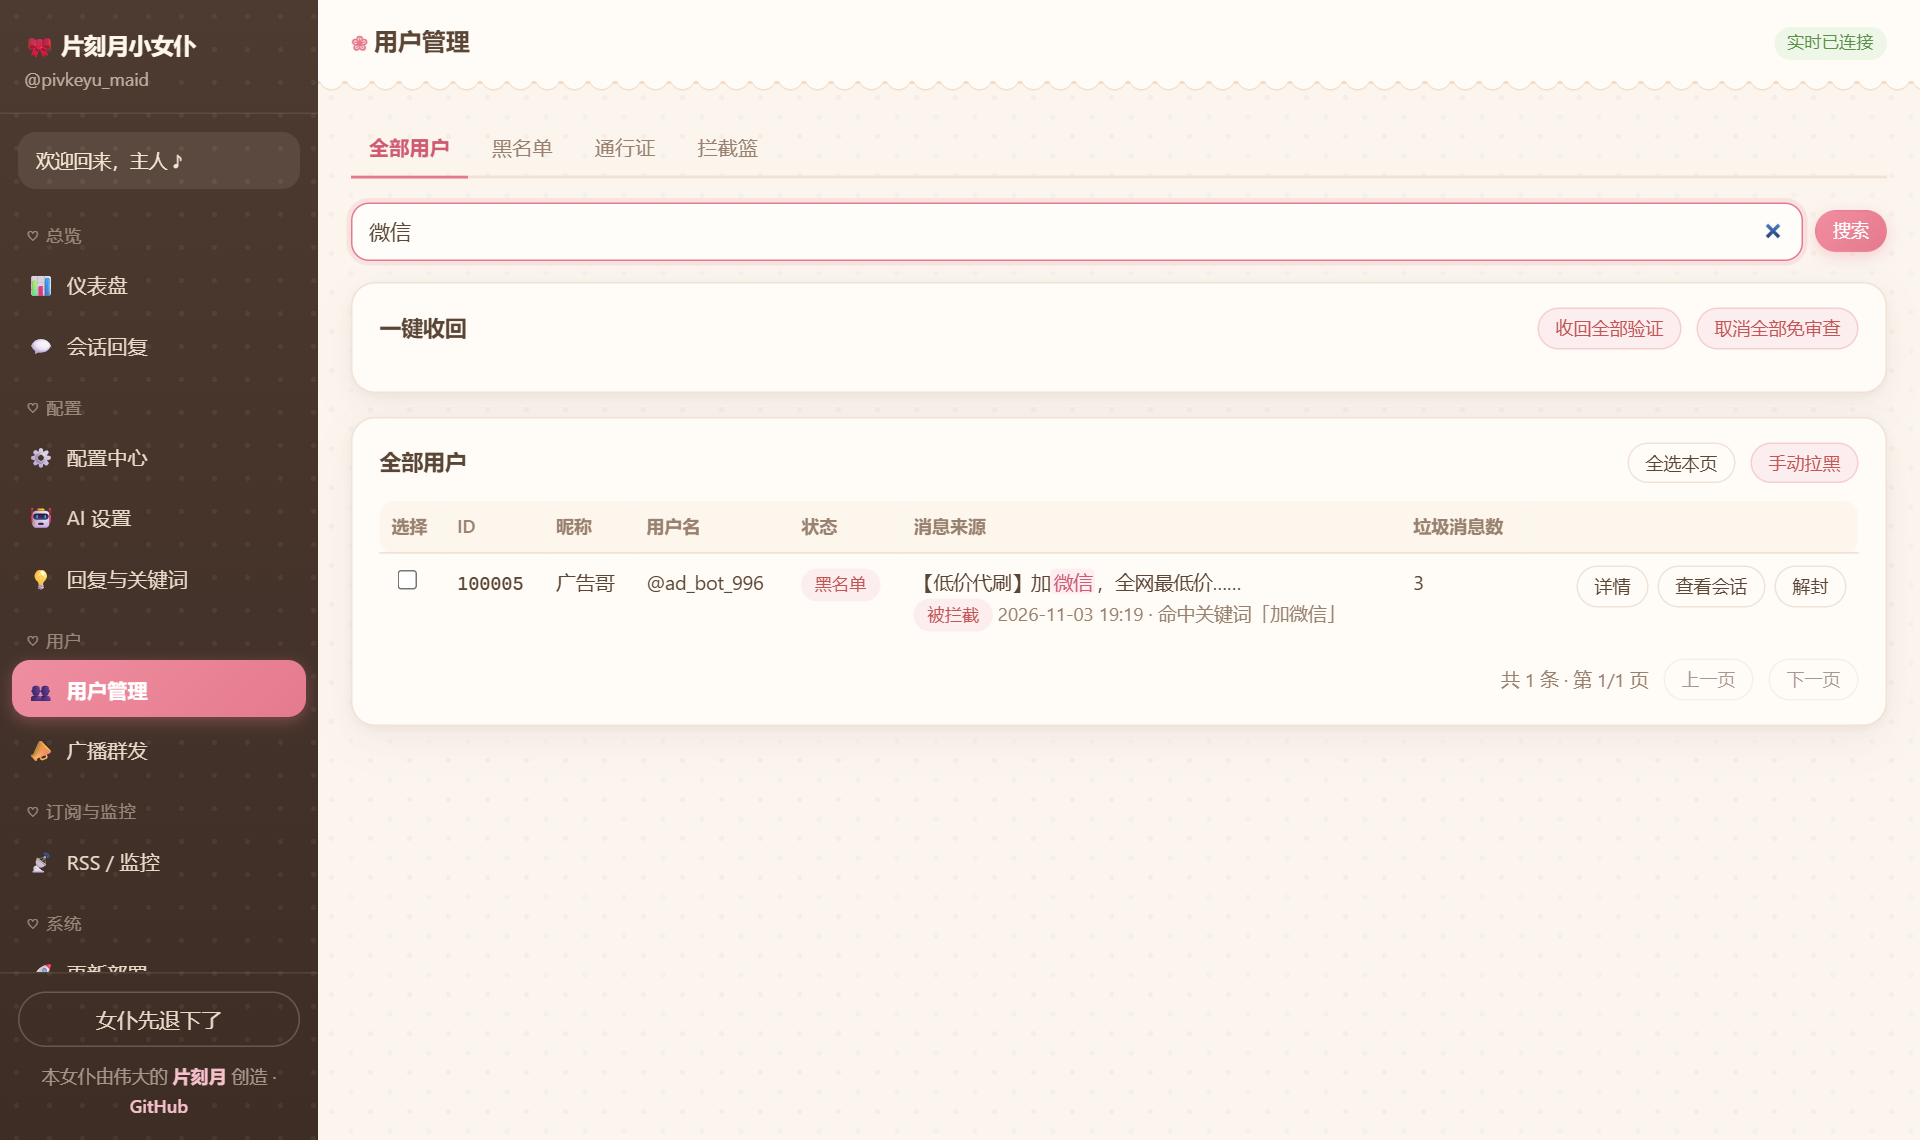 片刻月小女仆
@pivkeyu_maid
欢迎回来，主人♪
♡ 总览
仪表盘
会话回复
♡ 配置
配置中心
AI 设置
回复与关键词
♡ 用户
用户管理
广播群发
♡ 订阅与监控
RSS / 监控
♡ 系统
更新部署
女仆先退下了
本女仆由伟大的 片刻月 创造 ·
GitHub
用户管理
实时已连接
全部用户 黑名单 通行证 拦截篮
微信
搜索
一键收回 收回全部验证 取消全部免审查
全部用户 全选本页 手动拉黑
选择 ID 昵称 用户名 状态 消息来源 垃圾消息数
100005 广告哥 @ad_bot_996 黑名单 【低价代刷】加微信，全网最低价…… 3 详情 查看会话 解封
被拦截 2026-11-03 19:19 · 命中关键词「加微信」
共 1 条 · 第 1/1 页 上一页 下一页